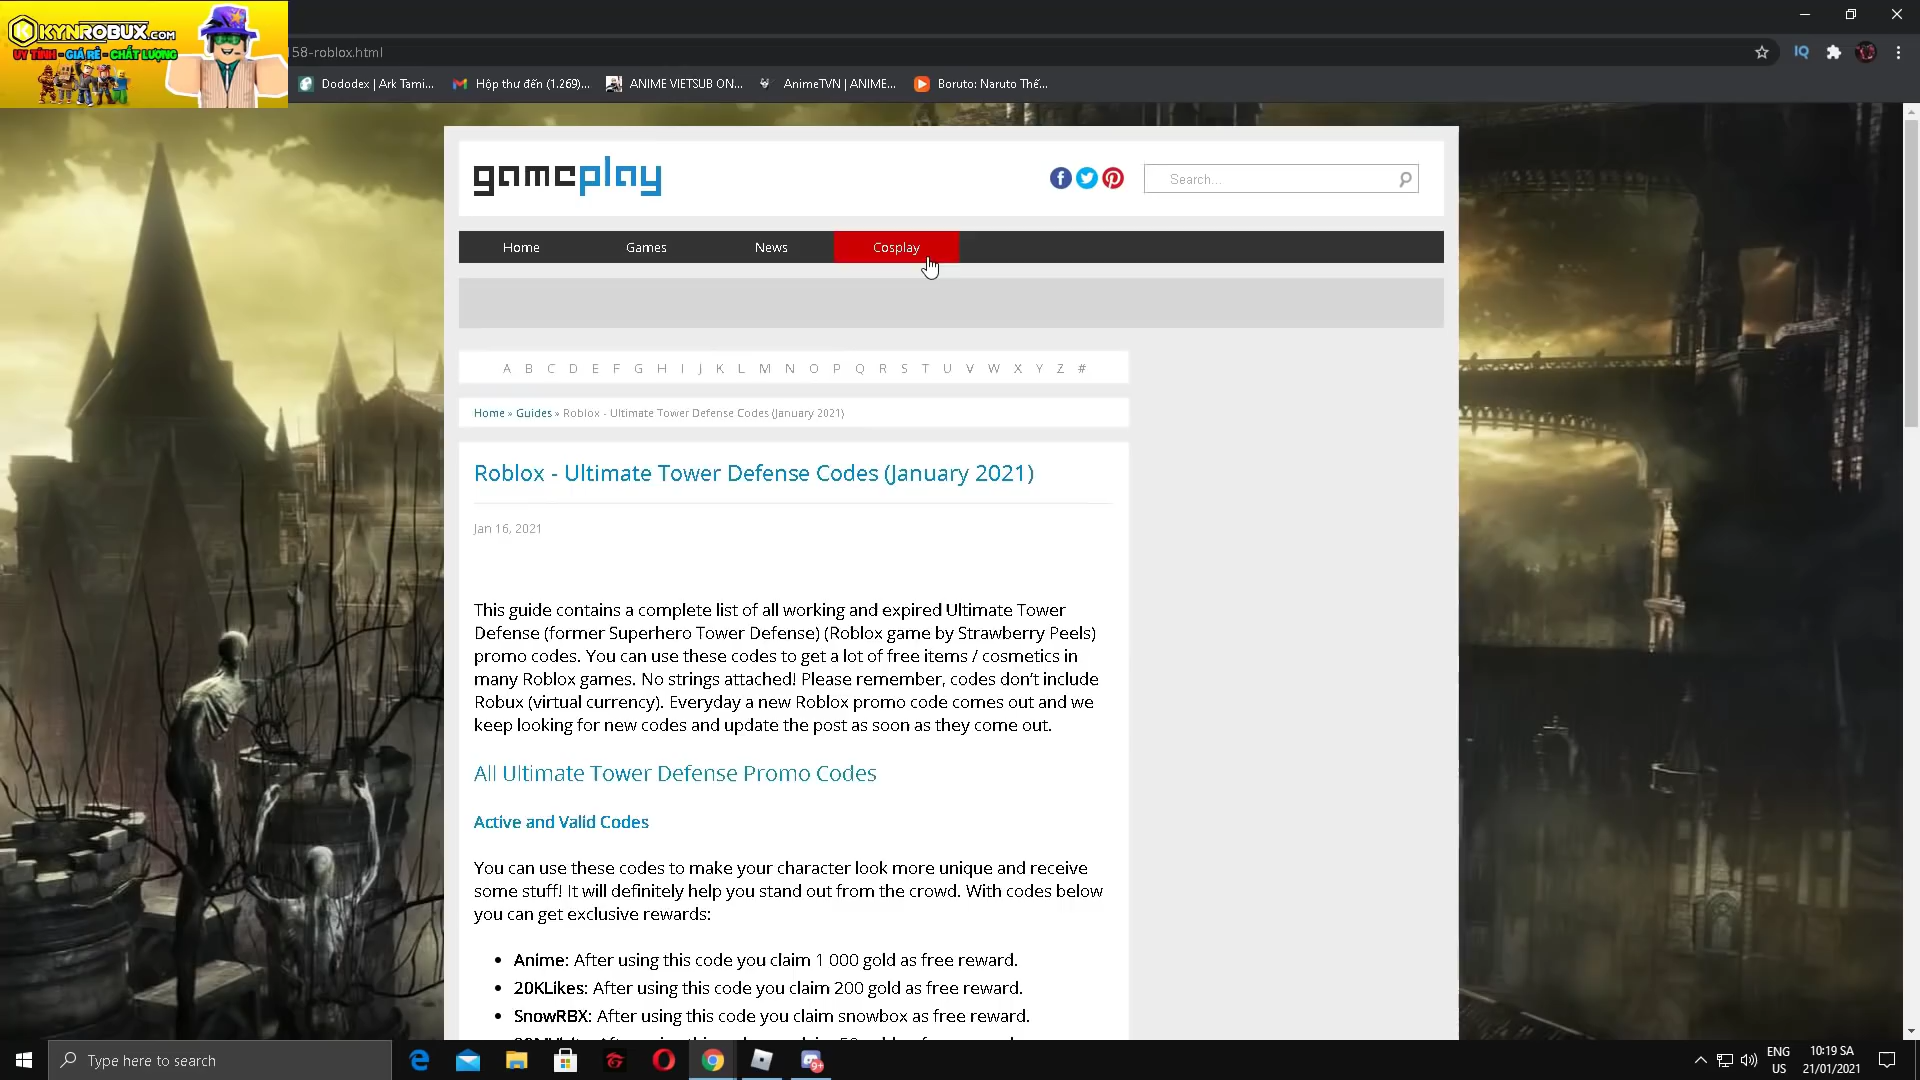 KYNROBUX.COM
UY TÍN - GIÁ RẺ - CHẤT LƯỢNG
158-roblox.html
IQ
Dododex | Ark Tami...
Hộp thư đến (1.269)...
ANIME VIETSUB ON...
AnimeTVN | ANIME...
Boruto: Naruto Thế...
gameplay
Search...
Home
Games
News
Cosplay
A B C D E F G H I J K L M N O P Q R S T U V W X Y Z #
Home » Guides » Roblox - Ultimate Tower Defense Codes (January 2021)
Roblox - Ultimate Tower Defense Codes (January 2021)
Jan 16, 2021
This guide contains a complete list of all working and expired Ultimate Tower
Defense (former Superhero Tower Defense) (Roblox game by Strawberry Peels)
promo codes. You can use these codes to get a lot of free items / cosmetics in
many Roblox games. No strings attached! Please remember, codes don't include
Robux (virtual currency). Everyday a new Roblox promo code comes out and we
keep looking for new codes and update the post as soon as they come out.
All Ultimate Tower Defense Promo Codes
Active and Valid Codes
You can use these codes to make your character look more unique and receive
some stuff! It will definitely help you stand out from the crowd. With codes below
you can get exclusive rewards:
• Anime: After using this code you claim 1 000 gold as free reward.
• 20KLikes: After using this code you claim 200 gold as free reward.
• SnowRBX: After using this code you claim snowbox as free reward.
Type here to search
9+
ENG
US
10:19 SA
21/01/2021